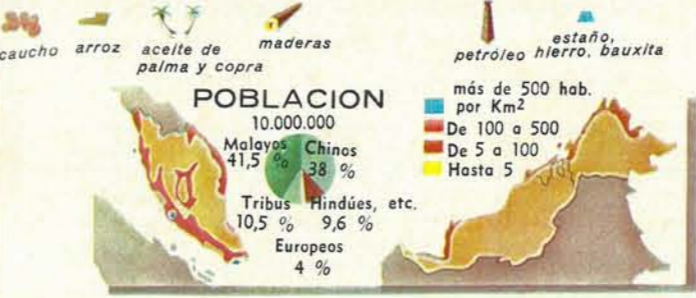 caucho
arroz
aceite de
palma y copra
maderas
petróleo
estaño,
hierro, bauxita
POBLACION
10.000.000
Malayos
41,5 %
Chinos
38 %
Tribus
10,5 %
Hindúes, etc.
9,6 %
Europeos
4 %
más de 500 hab.
por Km2
De 100 a 500
De 5 a 100
Hasta 5